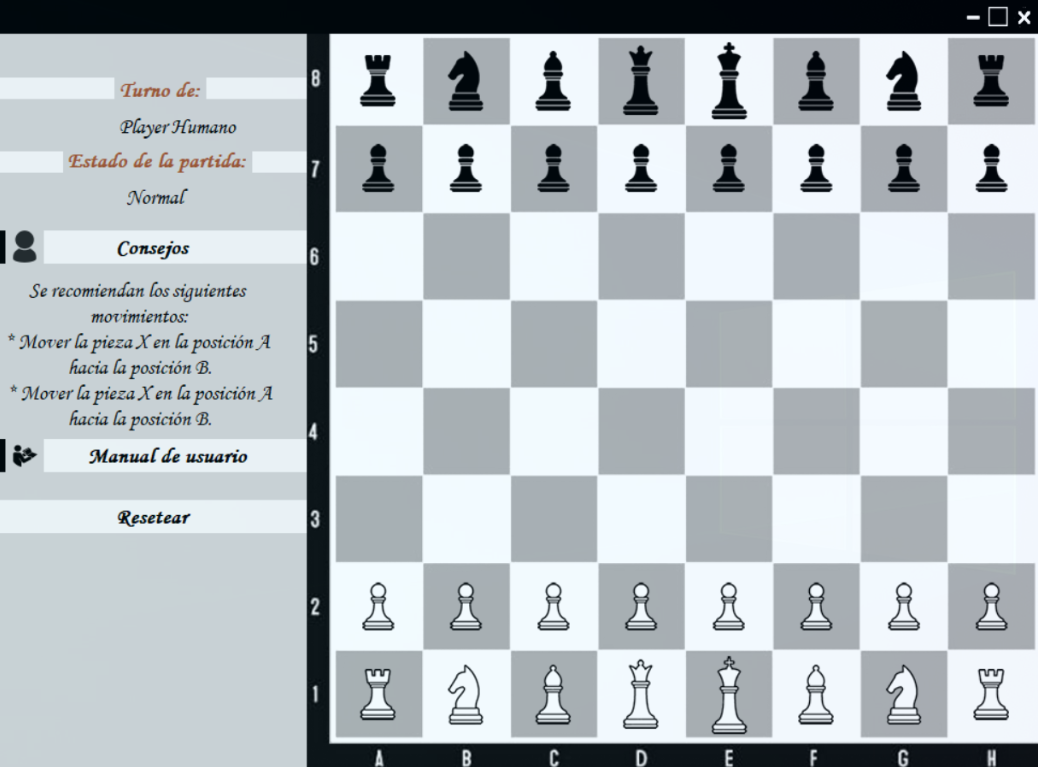 Turno de:
Player Humano
Estado de la partida:
Normal
Consejos
Se recomiendan los siguientes
movimientos:
* Mover la pieza X en la posición A
hacia la posición B.
* Mover la pieza X en la posición A
hacia la posición B.
Manual de usuario
Resetear
8
7
6
5
4
3
2
1
A B C D E F G H